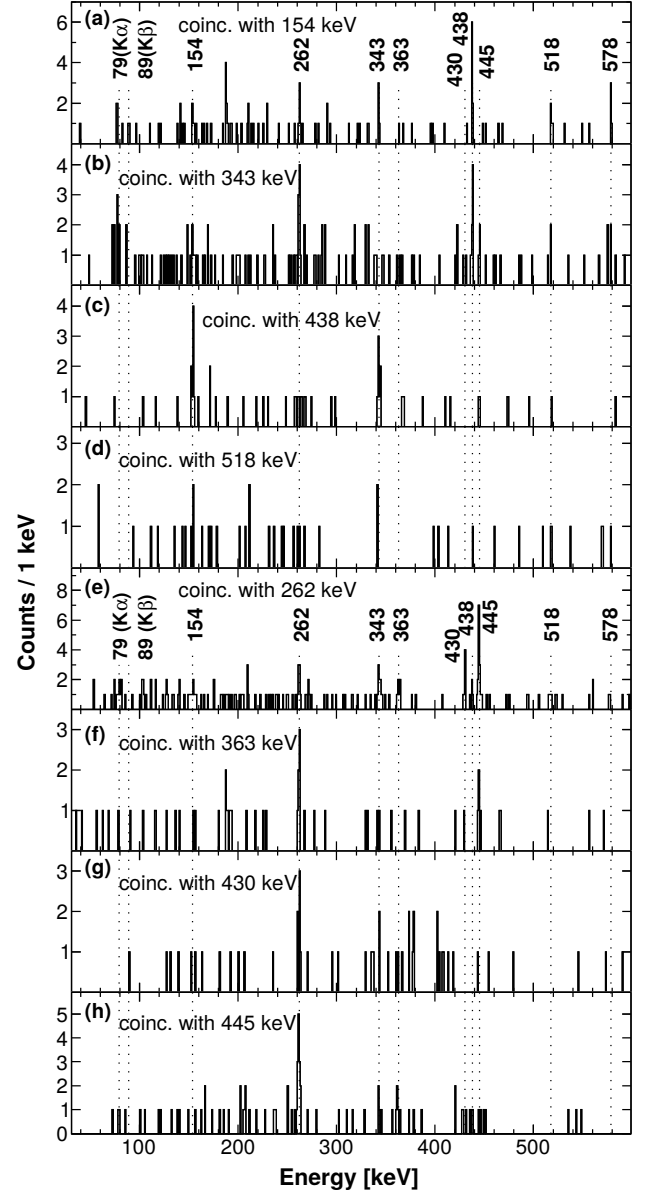 (a) coinc. with 154 keV
79(Kα)
89(Kβ)
154
262
343
363
430
438
445
518
578
6
4
2
(b)
coinc. with 343 keV
4
3
2
1
(c)
coinc. with 438 keV
4
3
2
1
(d)
coinc. with 518 keV
3
2
1
(e) coinc. with 262 keV
79 (Kα)
89 (Kβ)
154
262
343
363
430
438
445
518
578
8
6
4
2
(f)
coinc. with 363 keV
3
2
1
(g)
coinc. with 430 keV
3
2
1
(h)
coinc. with 445 keV
5
4
3
2
1
0
Counts / 1 keV
100 200 300 400 500
Energy [keV]